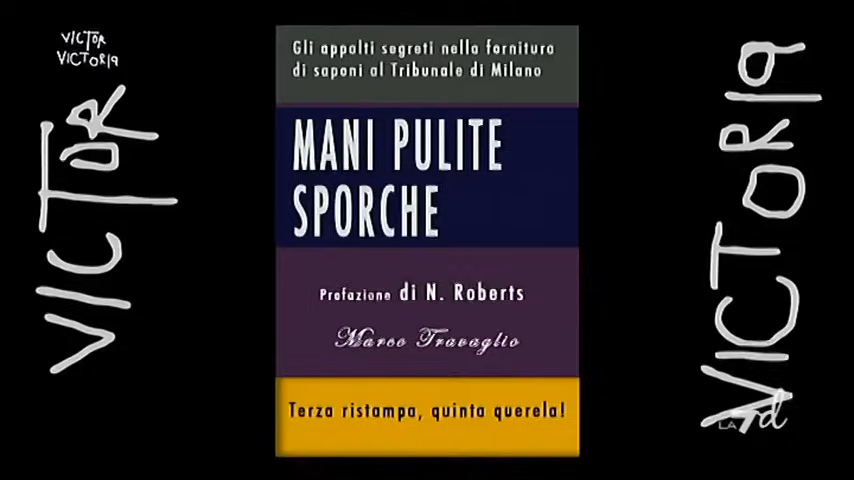 VICTOR
VICTORIA
VICTOR
Gli appalti segreti nella fornitura
di saponi al Tribunale di Milano
MANI PULITE
SPORCHE
Prefazione di N. Roberts
Marco Travaglio
Terza ristampa, quinta querela!
VICTORIA
LA7d